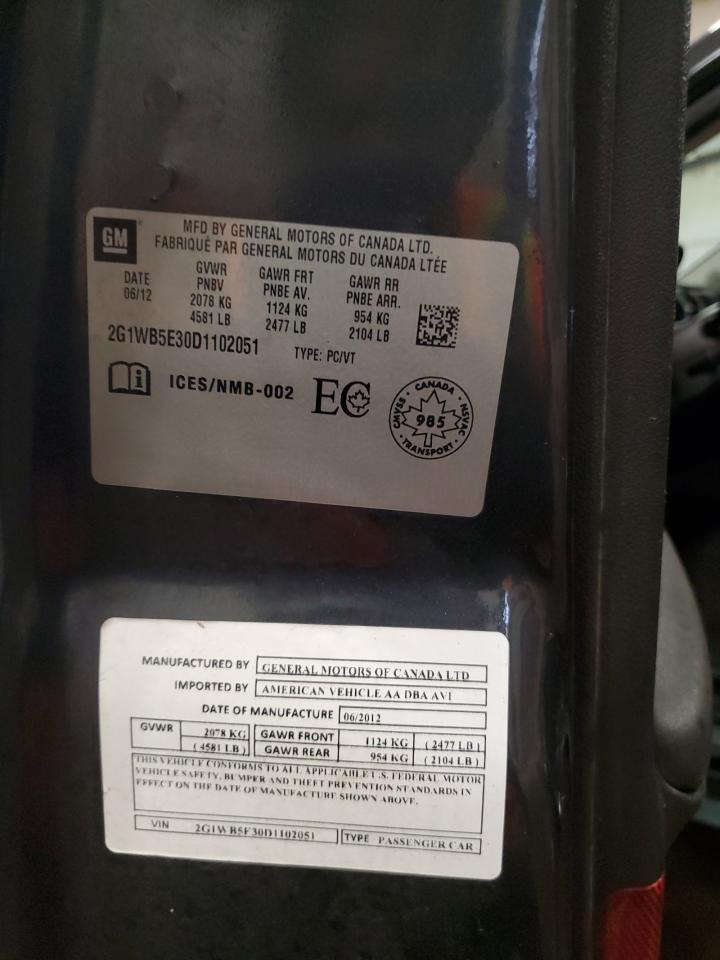 GM
MFD BY GENERAL MOTORS OF CANADA LTD.
FABRIQUÉ PAR GENERAL MOTORS DU CANADA LTÉE
DATE GVWR GAWR FRT GAWR RR
06/12 PNBV PNBE AV. PNBE ARR.
2078 KG 1124 KG 954 KG
4581 LB 2477 LB 2104 LB
2G1WB5E30D1102051 TYPE: PC/VT
ICES/NMB-002 EC
CANADA
CMVSS 985 NSVAC
TRANSPORT
MANUFACTURED BY GENERAL MOTORS OF CANADA LTD
IMPORTED BY AMERICAN VEHICLE AA DBA AVI
DATE OF MANUFACTURE 06/2012
GVWR 2078 KG GAWR FRONT 1124 KG ( 2477 LB )
( 4581 LB ) GAWR REAR 954 KG ( 2104 LB )
THIS VEHICLE CONFORMS TO ALL APPLICABLE U.S. FEDERAL MOTOR
VEHICLE SAFETY, BUMPER AND THEFT PREVENTION STANDARDS IN
EFFECT ON THE DATE OF MANUFACTURE SHOWN ABOVE.
VIN 2G1WB5E30D1102051 TYPE PASSENGER CAR